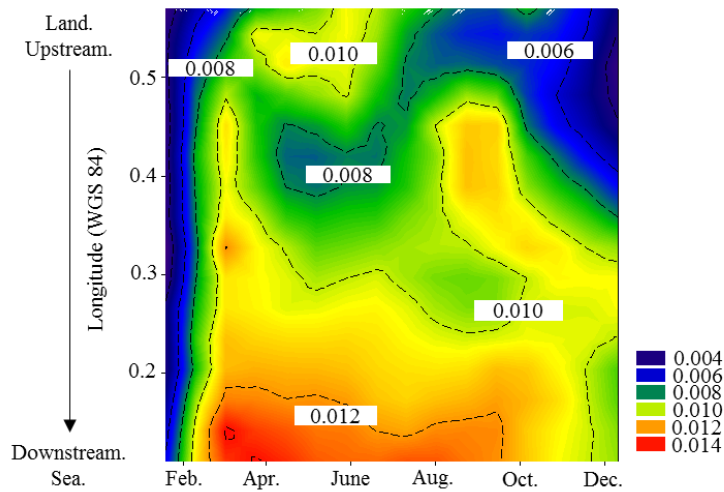 Land.
Upstream.
Longitude (WGS 84)
Downstream.
Sea.
0.5
0.4
0.3
0.2
0.008
0.010
0.006
0.008
0.010
0.012
Feb. Apr. June Aug. Oct. Dec.
0.004
0.006
0.008
0.010
0.012
0.014